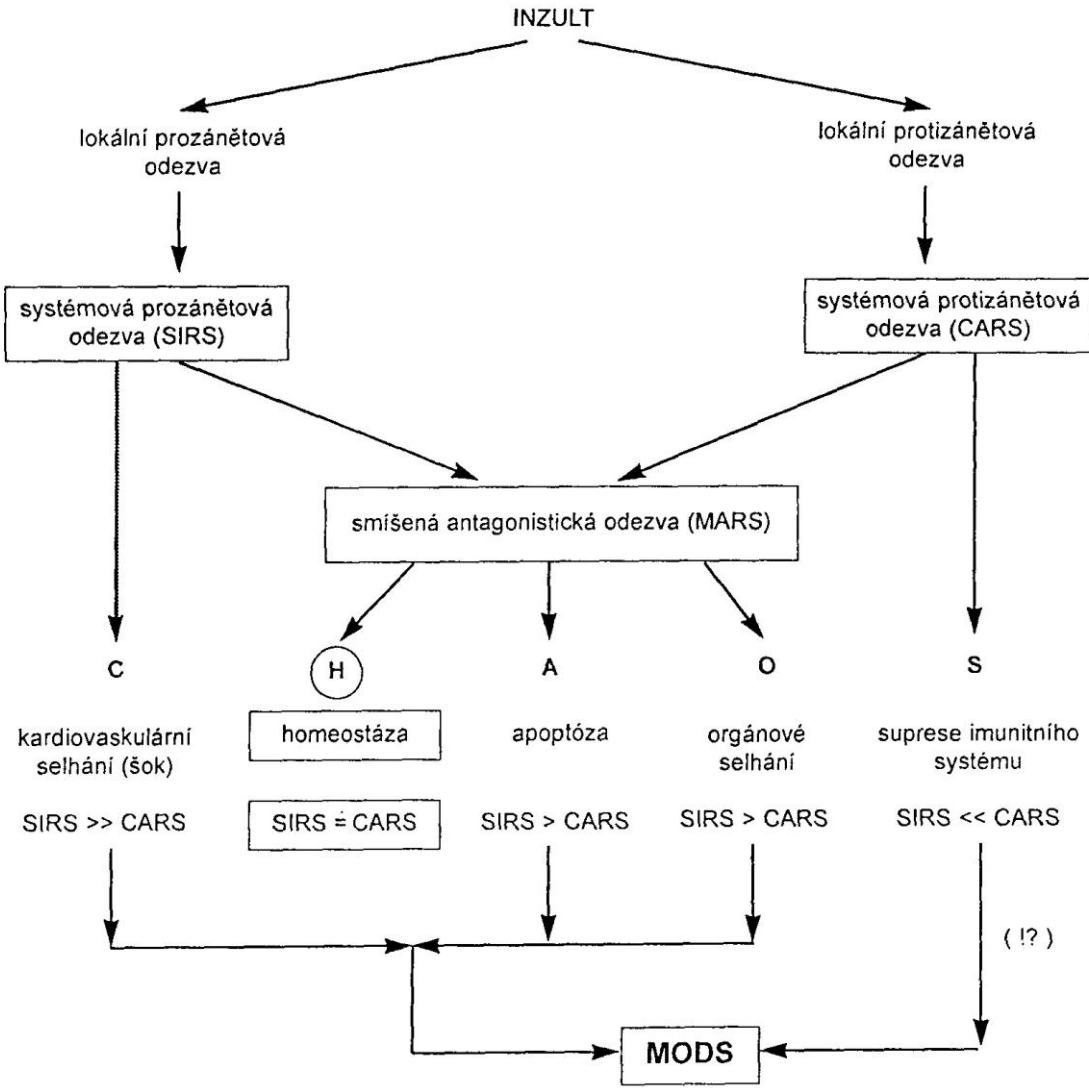 INZULT
lokální prozánětová
odezva
lokální protizánětová
odezva
systémová prozánětová
odezva (SIRS)
systémová protizánětová
odezva (CARS)
smíšená antagonistická odezva (MARS)
C
H
A
O
S
kardiovaskulární
selhání (šok)
homeostáza
apoptóza
orgánové
selhání
suprese imunitního
systému
SIRS >> CARS
SIRS ≐ CARS
SIRS > CARS
SIRS > CARS
SIRS << CARS
( !? )
MODS